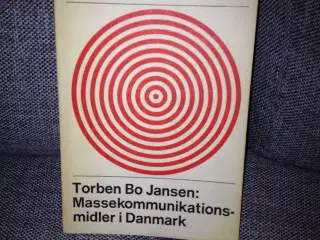 Torben Bo Jansen:
Massekommunikations-
midler i Danmark